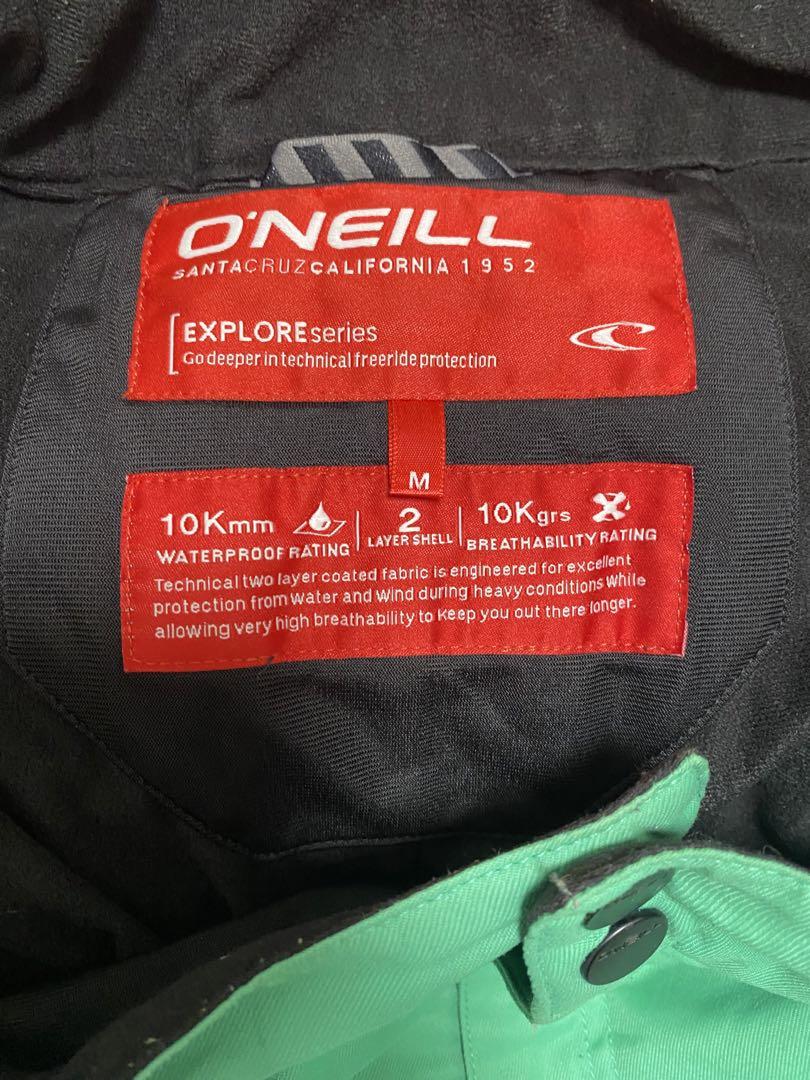 O'NEILL
SANTACRUZCALIFORNIA 1952
EXPLOREseries
Go deeper in technical freeride protection
M
10Kmm
WATERPROOF RATING
2
LAYER SHELL
10Kgrs
BREATHABILITY RATING
Technical two layer coated fabric is engineered for excellent
protection from water and wind during heavy conditions while
allowing very high breathability to keep you out there longer.